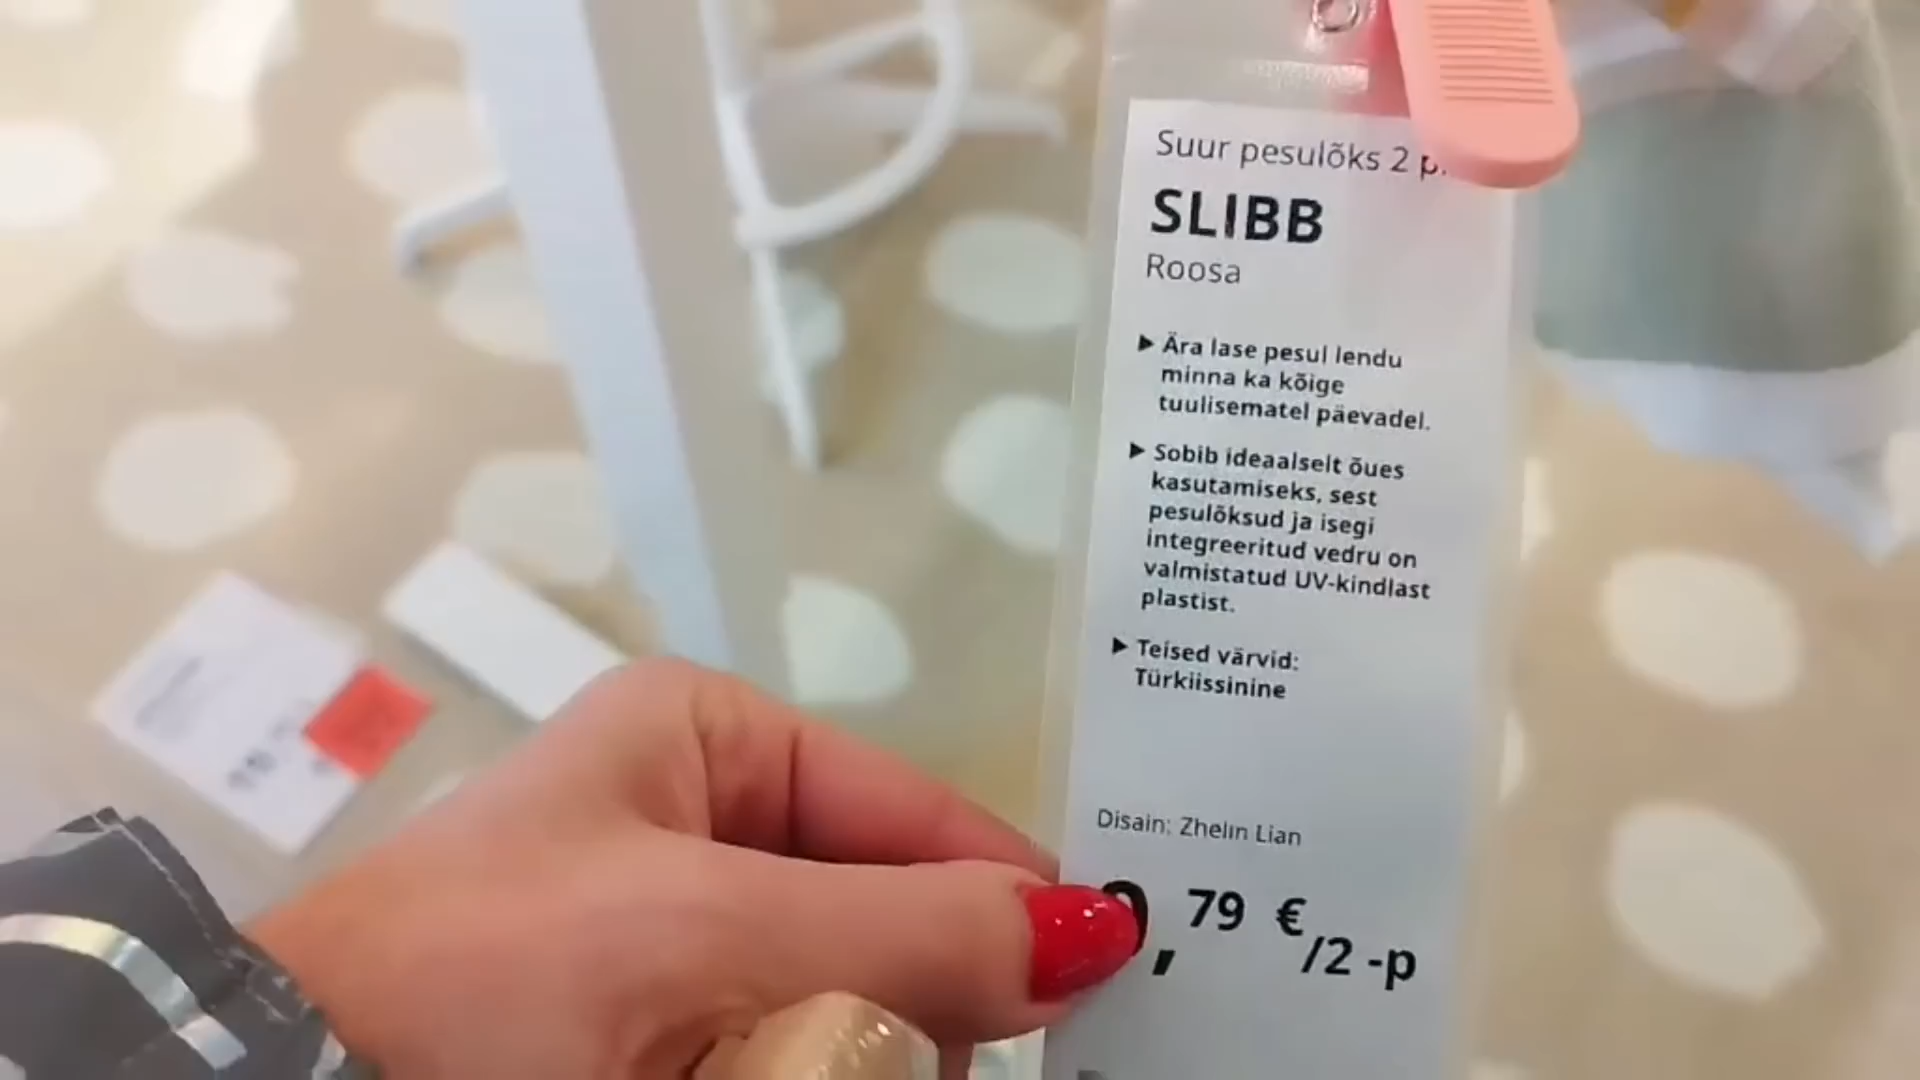 Suur pesulõks 2 p.
SLIBB
Roosa
▶ Ära lase pesul lendu
minna ka kõige
tuulisematel päevadel.
▶ Sobib ideaalselt õues
kasutamiseks, sest
pesulõksud ja isegi
integreeritud vedru on
valmistatud UV-kindlast
plastist.
▶ Teised värvid:
Türkiissinine
Disain: Zhelin Lian
,79 €/2 -p